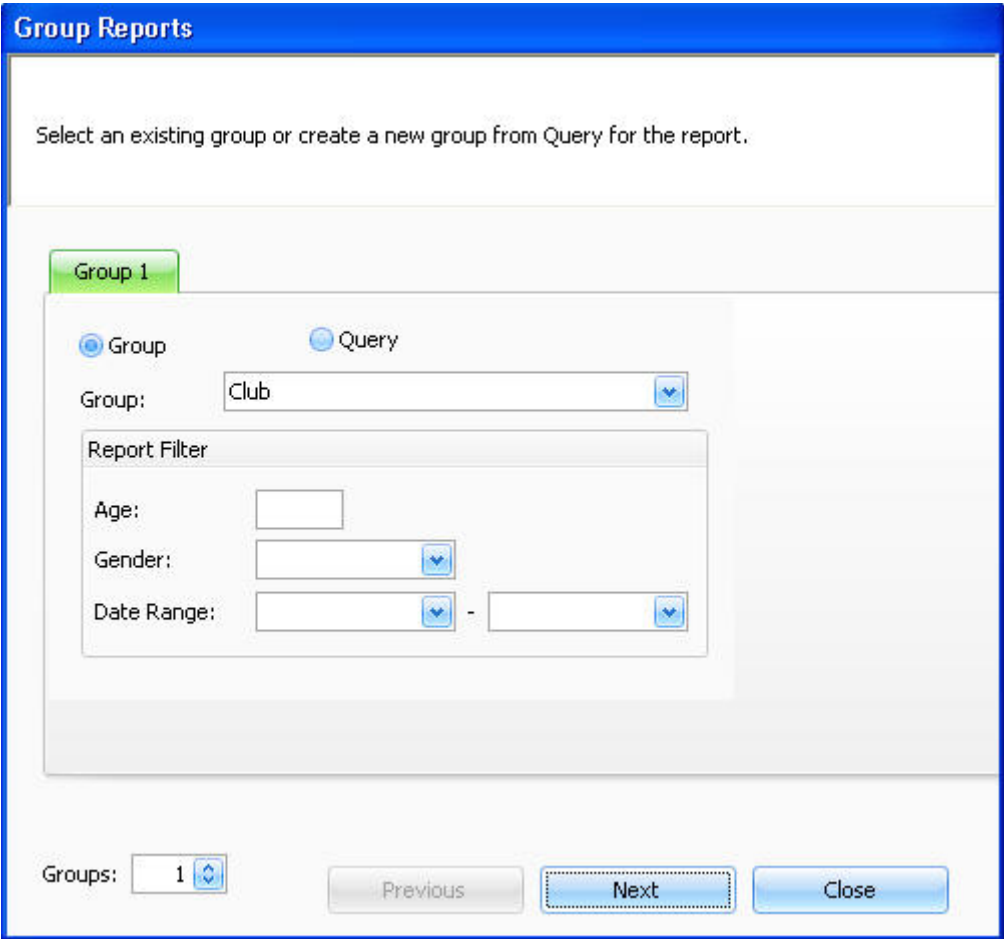 Group Reports
Select an existing group or create a new group from Query for the report.
Group 1
Group Query
Group: Club
Report Filter
Age:
Gender:
Date Range: -
Groups: 1 Previous Next Close